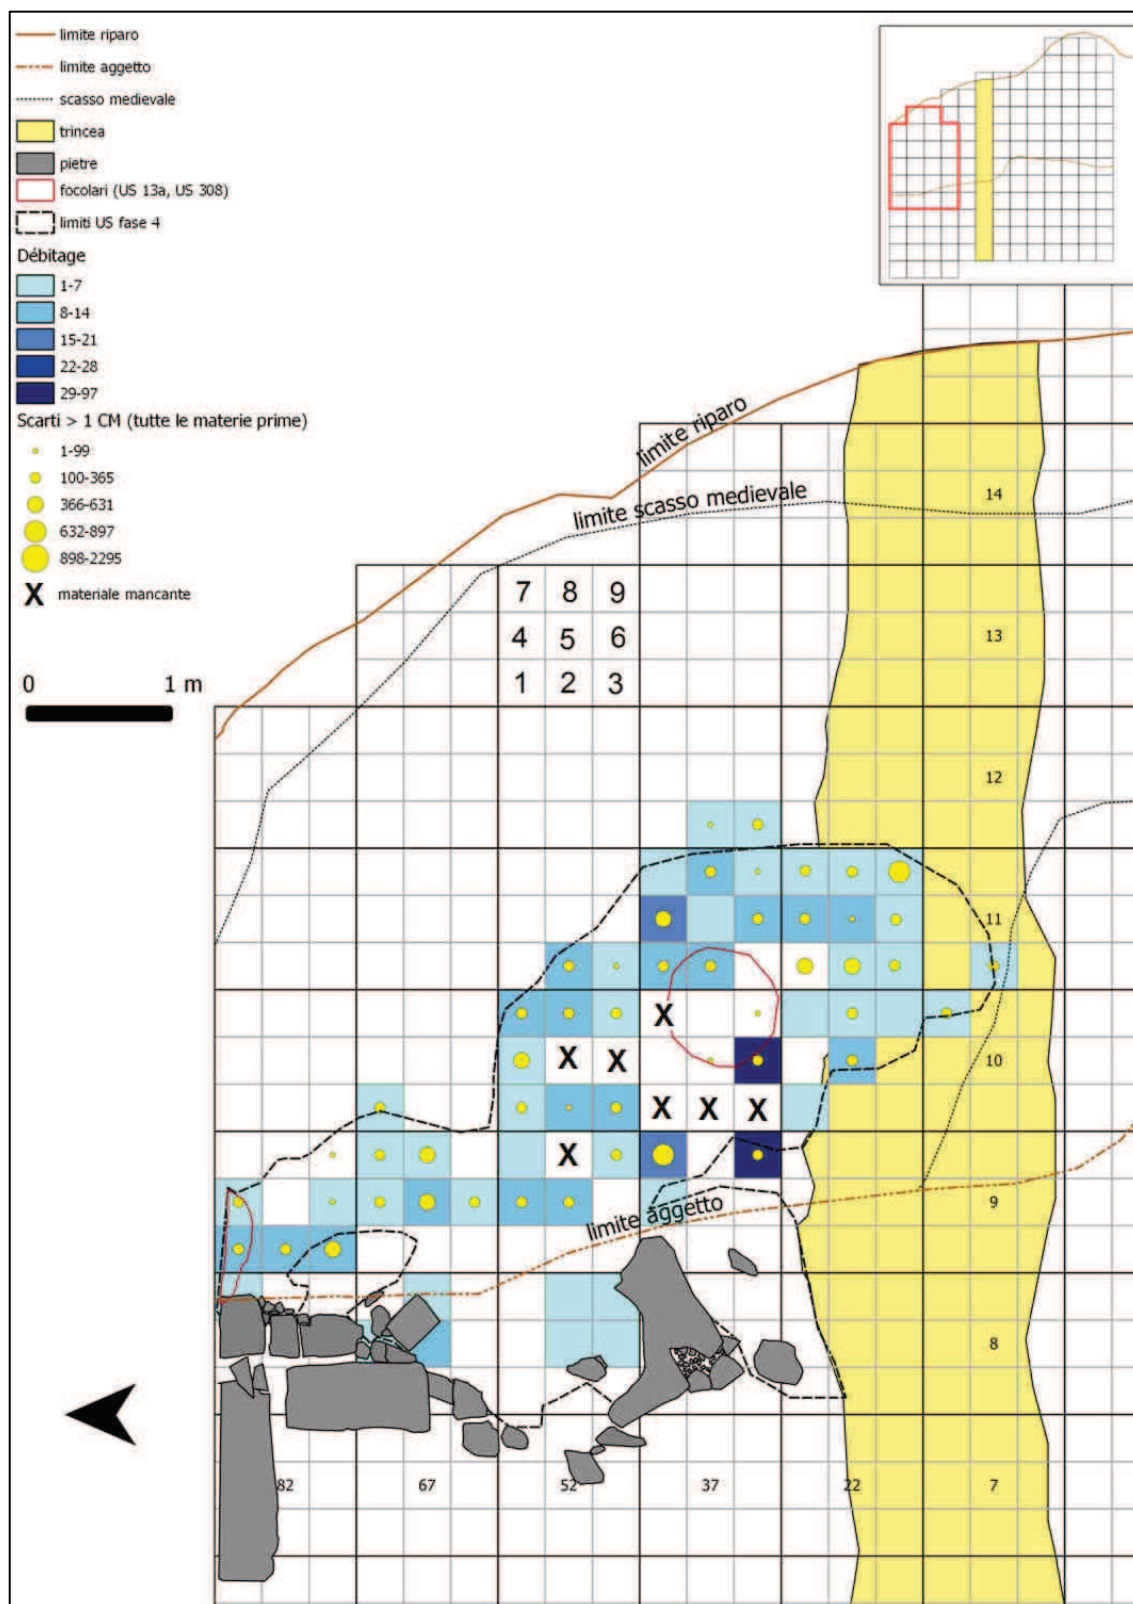 limite riparo
limite aggetto
scasso medievale
trincea
pietre
focolari (US 13a, US 308)
limiti US fase 4
Débitage
1-7
8-14
15-21
22-28
29-97
Scarti > 1 CM (tutte le materie prime)
1-99
100-365
366-631
632-897
898-2295
X materiale mancante
0 1 m
limite riparo
limite scasso medievale
14
7 8 9
4 5 6
1 2 3
13
12
11
X
X X
10
X X X
X
9
limite aggetto
8
82 67 52 37 22 7